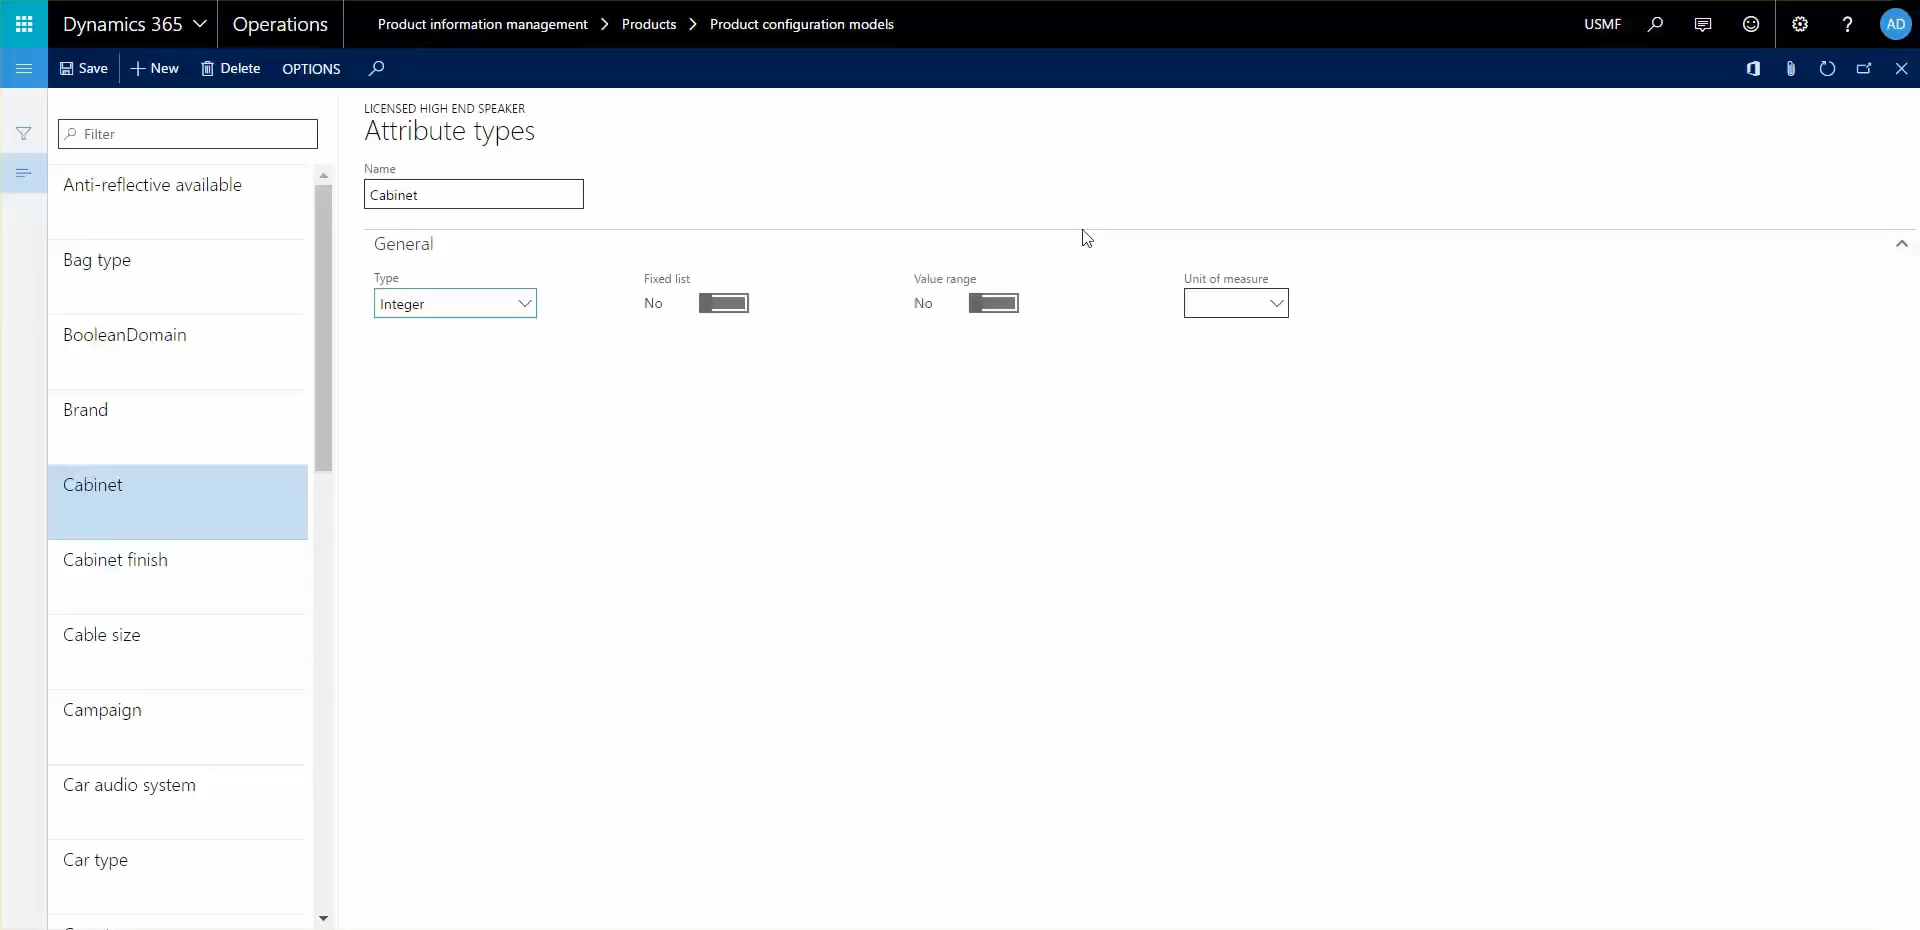 Dynamics 365
Operations
Product information management > Products > Product configuration models
USMF
?
AD
Save
New
Delete
OPTIONS
Filter
Anti-reflective available
Bag type
BooleanDomain
Brand
Cabinet
Cabinet finish
Cable size
Campaign
Car audio system
Car type
LICENSED HIGH END SPEAKER
Attribute types
Name
Cabinet
General
Type
Fixed list
Value range
Unit of measure
Integer
No
No